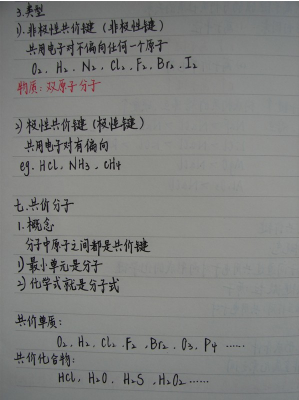 3.类型
1).非极性共价键（非极性键）
共用电子对不偏向任何一个原子
O₂、H₂、N₂、Cl₂、F₂、Br₂、I₂
物质：双原子分子
2)极性共价键（极性键）
共用电子对有偏向
eg、HCl、NH₃、CH₄
七.共价分子
1.概念
分子中原子之间都是共价键
1)最小单元是分子
2)化学式就是分子式
共价单质：
O₂、H₂、Cl₂、F₂、Br₂、O₃、P₄ ……
共价化合物：
HCl、H₂O、H₂S、H₂O₂ ……